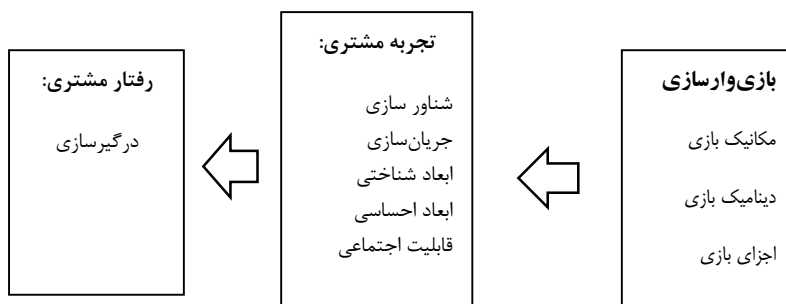 بازی‌وارسازی
مکانیک بازی
دینامیک بازی
اجزای بازی
تجربه مشتری:
شناور سازی
جریان‌سازی
ابعاد شناختی
ابعاد احساسی
قابلیت اجتماعی
رفتار مشتری:
درگیرسازی